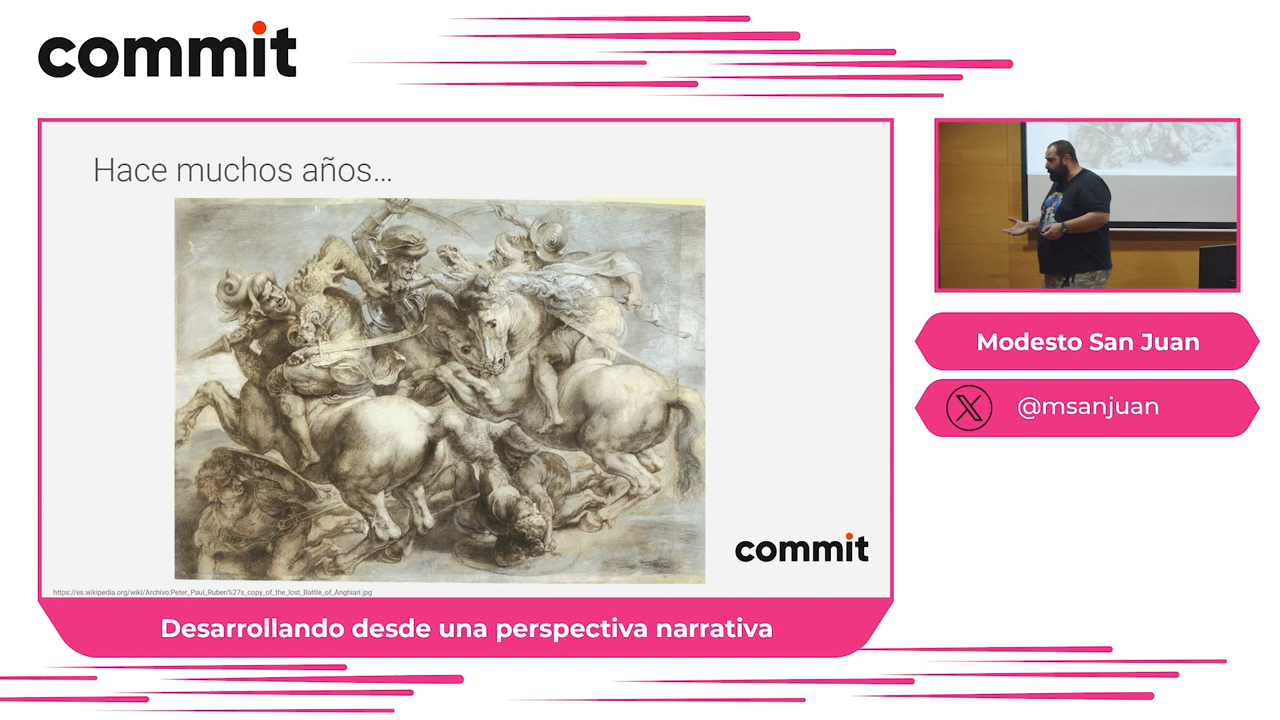 commit
Hace muchos años...
commit
https://es.wikipedia.org/wiki/Archivo:Peter_Paul_Ruben%27s_copy_of_the_lost_Battle_of_Anghiari.jpg
Desarrollando desde una perspectiva narrativa
Modesto San Juan
@msanjuan